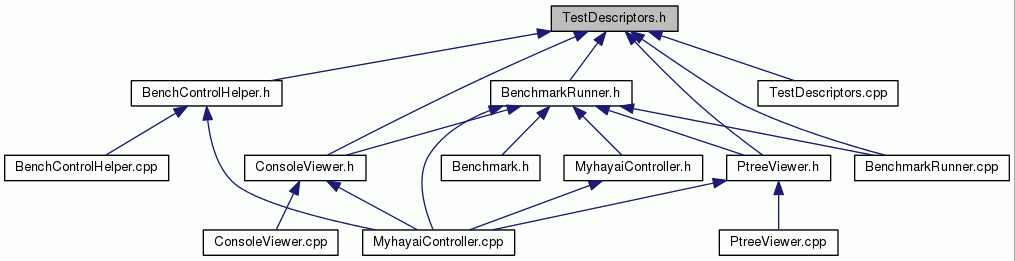 TestDescriptors.h
BenchControlHelper.h
BenchmarkRunner.h
TestDescriptors.cpp
BenchControlHelper.cpp
ConsoleViewer.h
Benchmark.h
MyhayaiController.h
PtreeViewer.h
BenchmarkRunner.cpp
ConsoleViewer.cpp
MyhayaiController.cpp
PtreeViewer.cpp